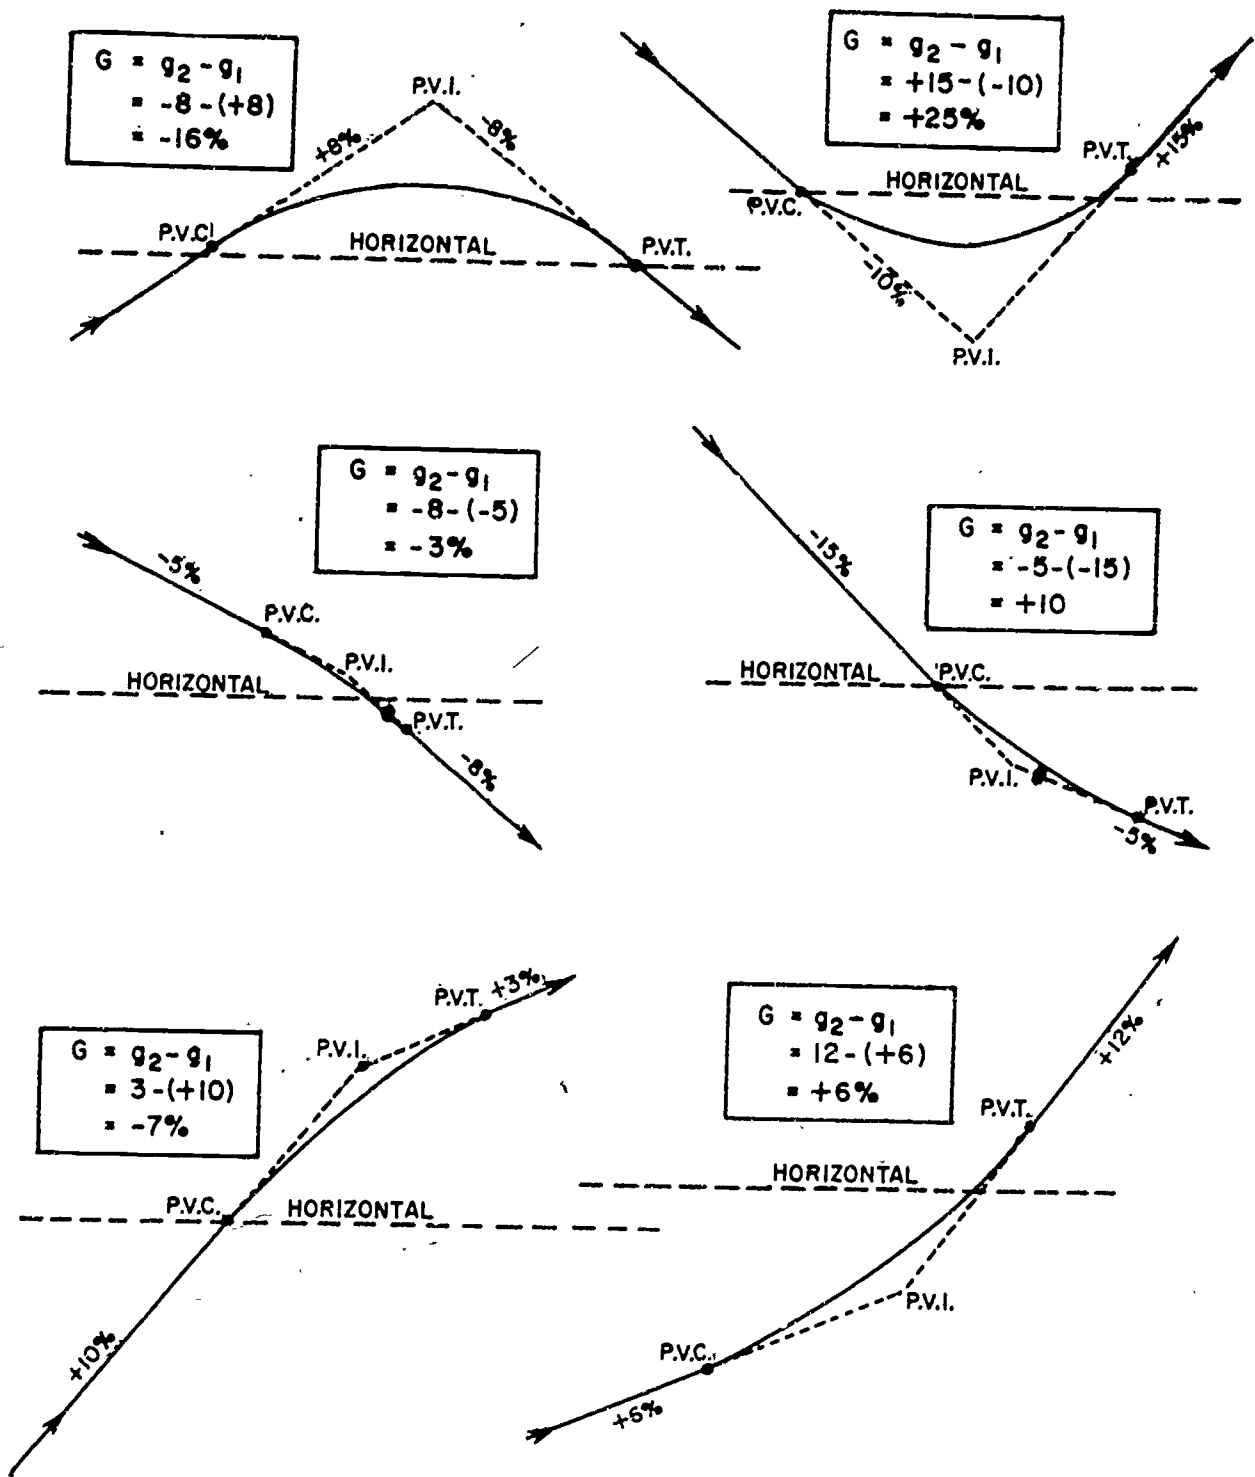 G = g₂ - g₁
= -8 - (+8)
= -16%
P.V.I.
+8%
-8%
P.V.C.
HORIZONTAL
P.V.T.
G = g₂ - g₁
= +15-(-10)
= +25%
P.V.T.
+15%
HORIZONTAL
P.V.C.
-10%
P.V.I.
G = g₂ - g₁
= -8-(-5)
= -3%
-5%
P.V.C.
P.V.I.
HORIZONTAL
P.V.T.
-8%
G = g₂ - g₁
= -5-(-15)
= +10
-15%
HORIZONTAL
P.V.C.
P.V.I.
P.V.T.
-5%
P.V.T.
+3%
P.V.I.
G = g₂ - g₁
= 3-(+10)
= -7%
P.V.C.
HORIZONTAL
+10%
G = g₂ - g₁
= 12-(+6)
= +6%
+12%
P.V.T.
HORIZONTAL
P.V.I.
P.V.C.
+6%